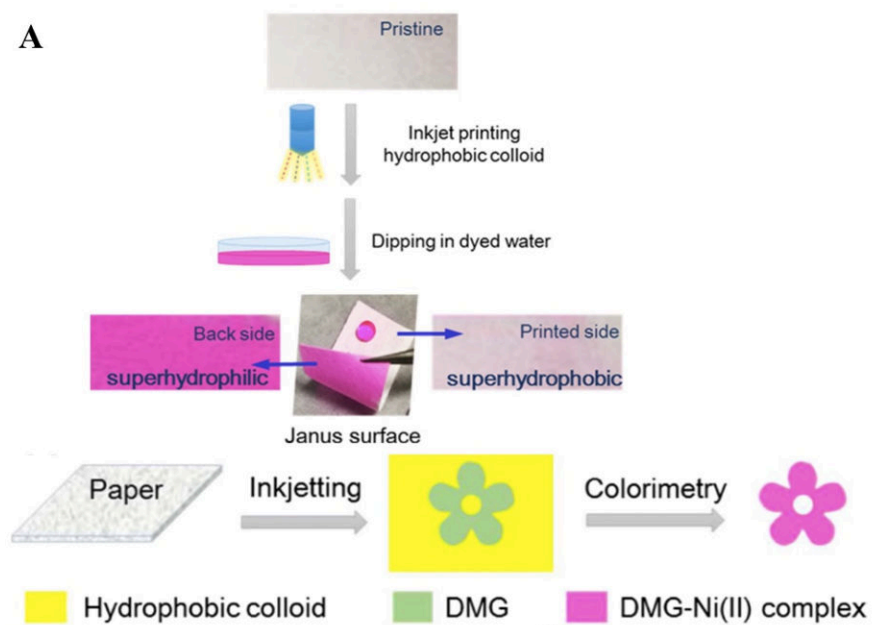 A
Pristine
Inkjet printing
hydrophobic colloid
Dipping in dyed water
Back side
superhydrophilic
Printed side
superhydrophobic
Janus surface
Paper
Inkjetting
Colorimetry
Hydrophobic colloid
DMG
DMG-Ni(II) complex